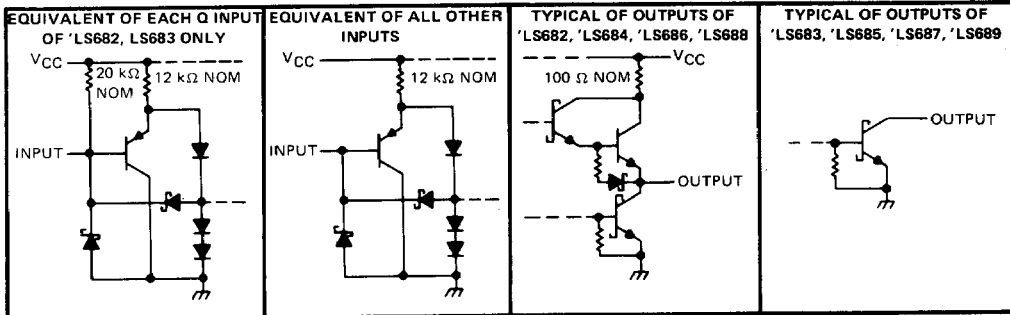 EQUIVALENT OF EACH Q INPUT
OF 'LS682, LS683 ONLY
VCC
20 kΩ
NOM
12 kΩ NOM
INPUT
EQUIVALENT OF ALL OTHER
INPUTS
VCC
12 kΩ NOM
INPUT
TYPICAL OF OUTPUTS OF
'LS682, 'LS684, 'LS686, 'LS688
VCC
100 Ω NOM
OUTPUT
TYPICAL OF OUTPUTS OF
'LS683, 'LS685, 'LS687, 'LS689
OUTPUT